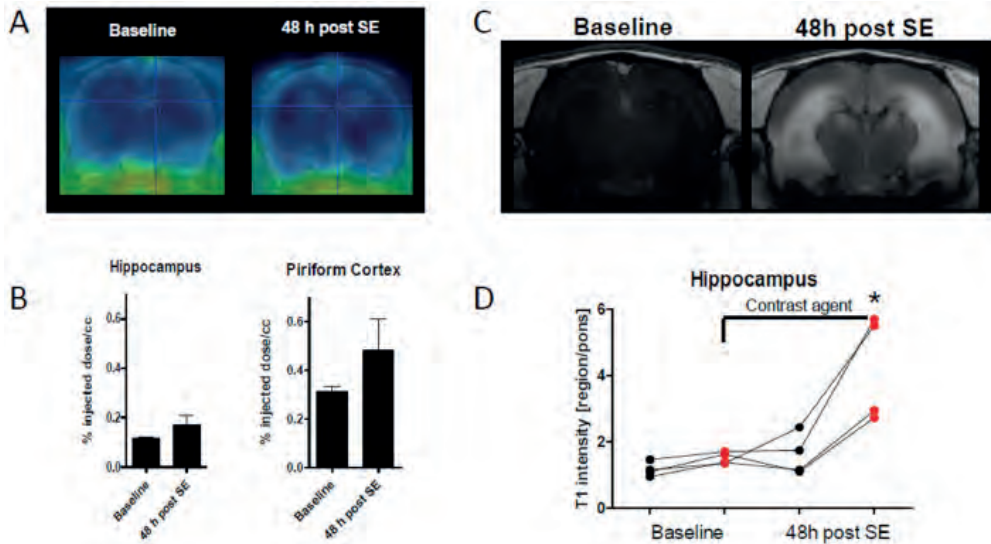 A
Baseline
48 h post SE
B
Hippocampus
% injected dose/cc
0.6
0.4
0.2
0.0
Baseline
48 h post SE
Piriform Cortex
% injected dose/cc
0.6
0.4
0.2
0.0
Baseline
48 h post SE
C
Baseline
48h post SE
D
Hippocampus
Contrast agent
*
T1 intensity [region/pons]
6
4
2
0
Baseline
48h post SE